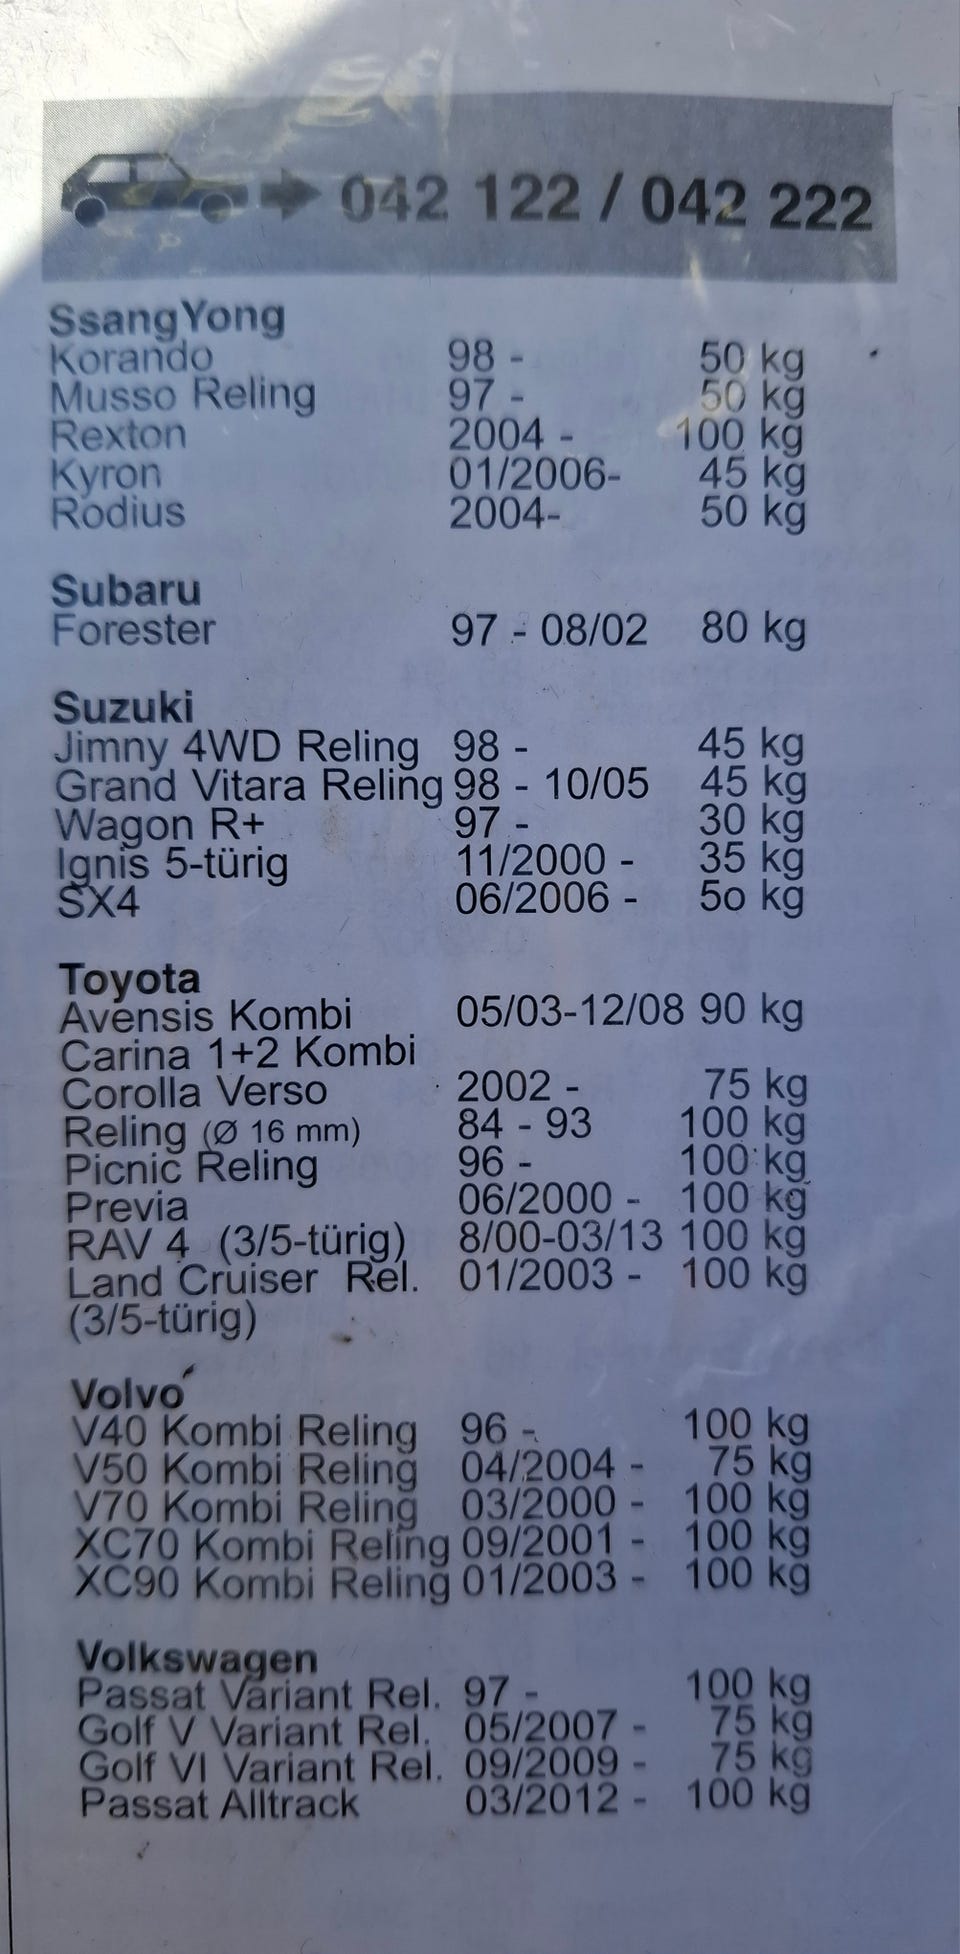 042 122 / 042 222
SsangYong
Korando 98 - 50 kg
Musso Reling 97 - 50 kg
Rexton 2004 - 100 kg
Kyron 01/2006- 45 kg
Rodius 2004- 50 kg
Subaru
Forester 97 - 08/02 80 kg
Suzuki
Jimny 4WD Reling 98 - 45 kg
Grand Vitara Reling 98 - 10/05 45 kg
Wagon R+ 97 - 30 kg
Ignis 5-türig 11/2000 - 35 kg
SX4 06/2006 - 5o kg
Toyota
Avensis Kombi 05/03-12/08 90 kg
Carina 1+2 Kombi
Corolla Verso 2002 - 75 kg
Reling (Ø 16 mm) 84 - 93 100 kg
Picnic Reling 96 - 100 kg
Previa 06/2000 - 100 kg
RAV 4 (3/5-türig) 8/00-03/13 100 kg
Land Cruiser Rel. 01/2003 - 100 kg
(3/5-türig)
Volvo
V40 Kombi Reling 96 - 100 kg
V50 Kombi Reling 04/2004 - 75 kg
V70 Kombi Reling 03/2000 - 100 kg
XC70 Kombi Reling 09/2001 - 100 kg
XC90 Kombi Reling 01/2003 - 100 kg
Volkswagen
Passat Variant Rel. 97 - 100 kg
Golf V Variant Rel. 05/2007 - 75 kg
Golf VI Variant Rel. 09/2009 - 75 kg
Passat Alltrack 03/2012 - 100 kg